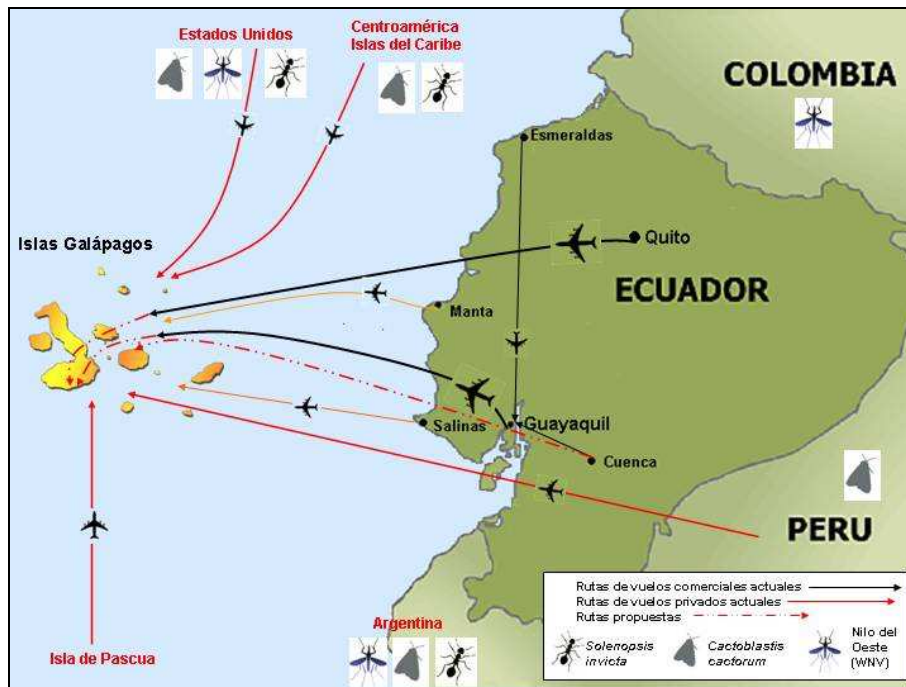 Estados Unidos
Centroamérica
Islas del Caribe
COLOMBIA
Esmeraldas
Islas Galápagos
Quito
ECUADOR
Manta
Salinas
Guayaquil
Cuenca
PERU
Argentina
Isla de Pascua
Rutas de vuelos comerciales actuales
Rutas de vuelos privados actuales
Rutas propuestas
Solenopsis
invicta
Cactoblastis
cactorum
Nilo del
Oeste
(WNV)